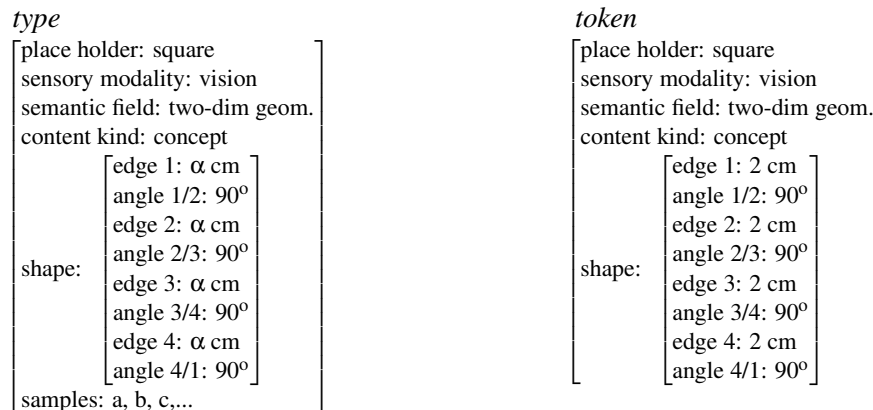 type
place holder: square
sensory modality: vision
semantic field: two-dim geom.
content kind: concept
shape:
edge 1: α cm
angle 1/2: 90º
edge 2: α cm
angle 2/3: 90º
edge 3: α cm
angle 3/4: 90º
edge 4: α cm
angle 4/1: 90º
samples: a, b, c,...
token
place holder: square
sensory modality: vision
semantic field: two-dim geom.
content kind: concept
shape:
edge 1: 2 cm
angle 1/2: 90º
edge 2: 2 cm
angle 2/3: 90º
edge 3: 2 cm
angle 3/4: 90º
edge 4: 2 cm
angle 4/1: 90º